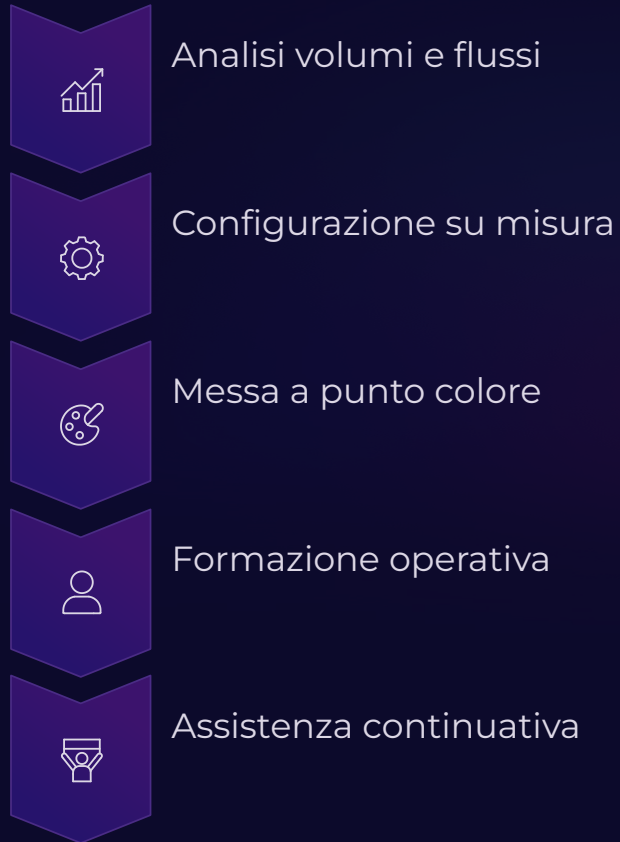 Analisi volumi e flussi
Configurazione su misura
Messa a punto colore
Formazione operativa
Assistenza continuativa